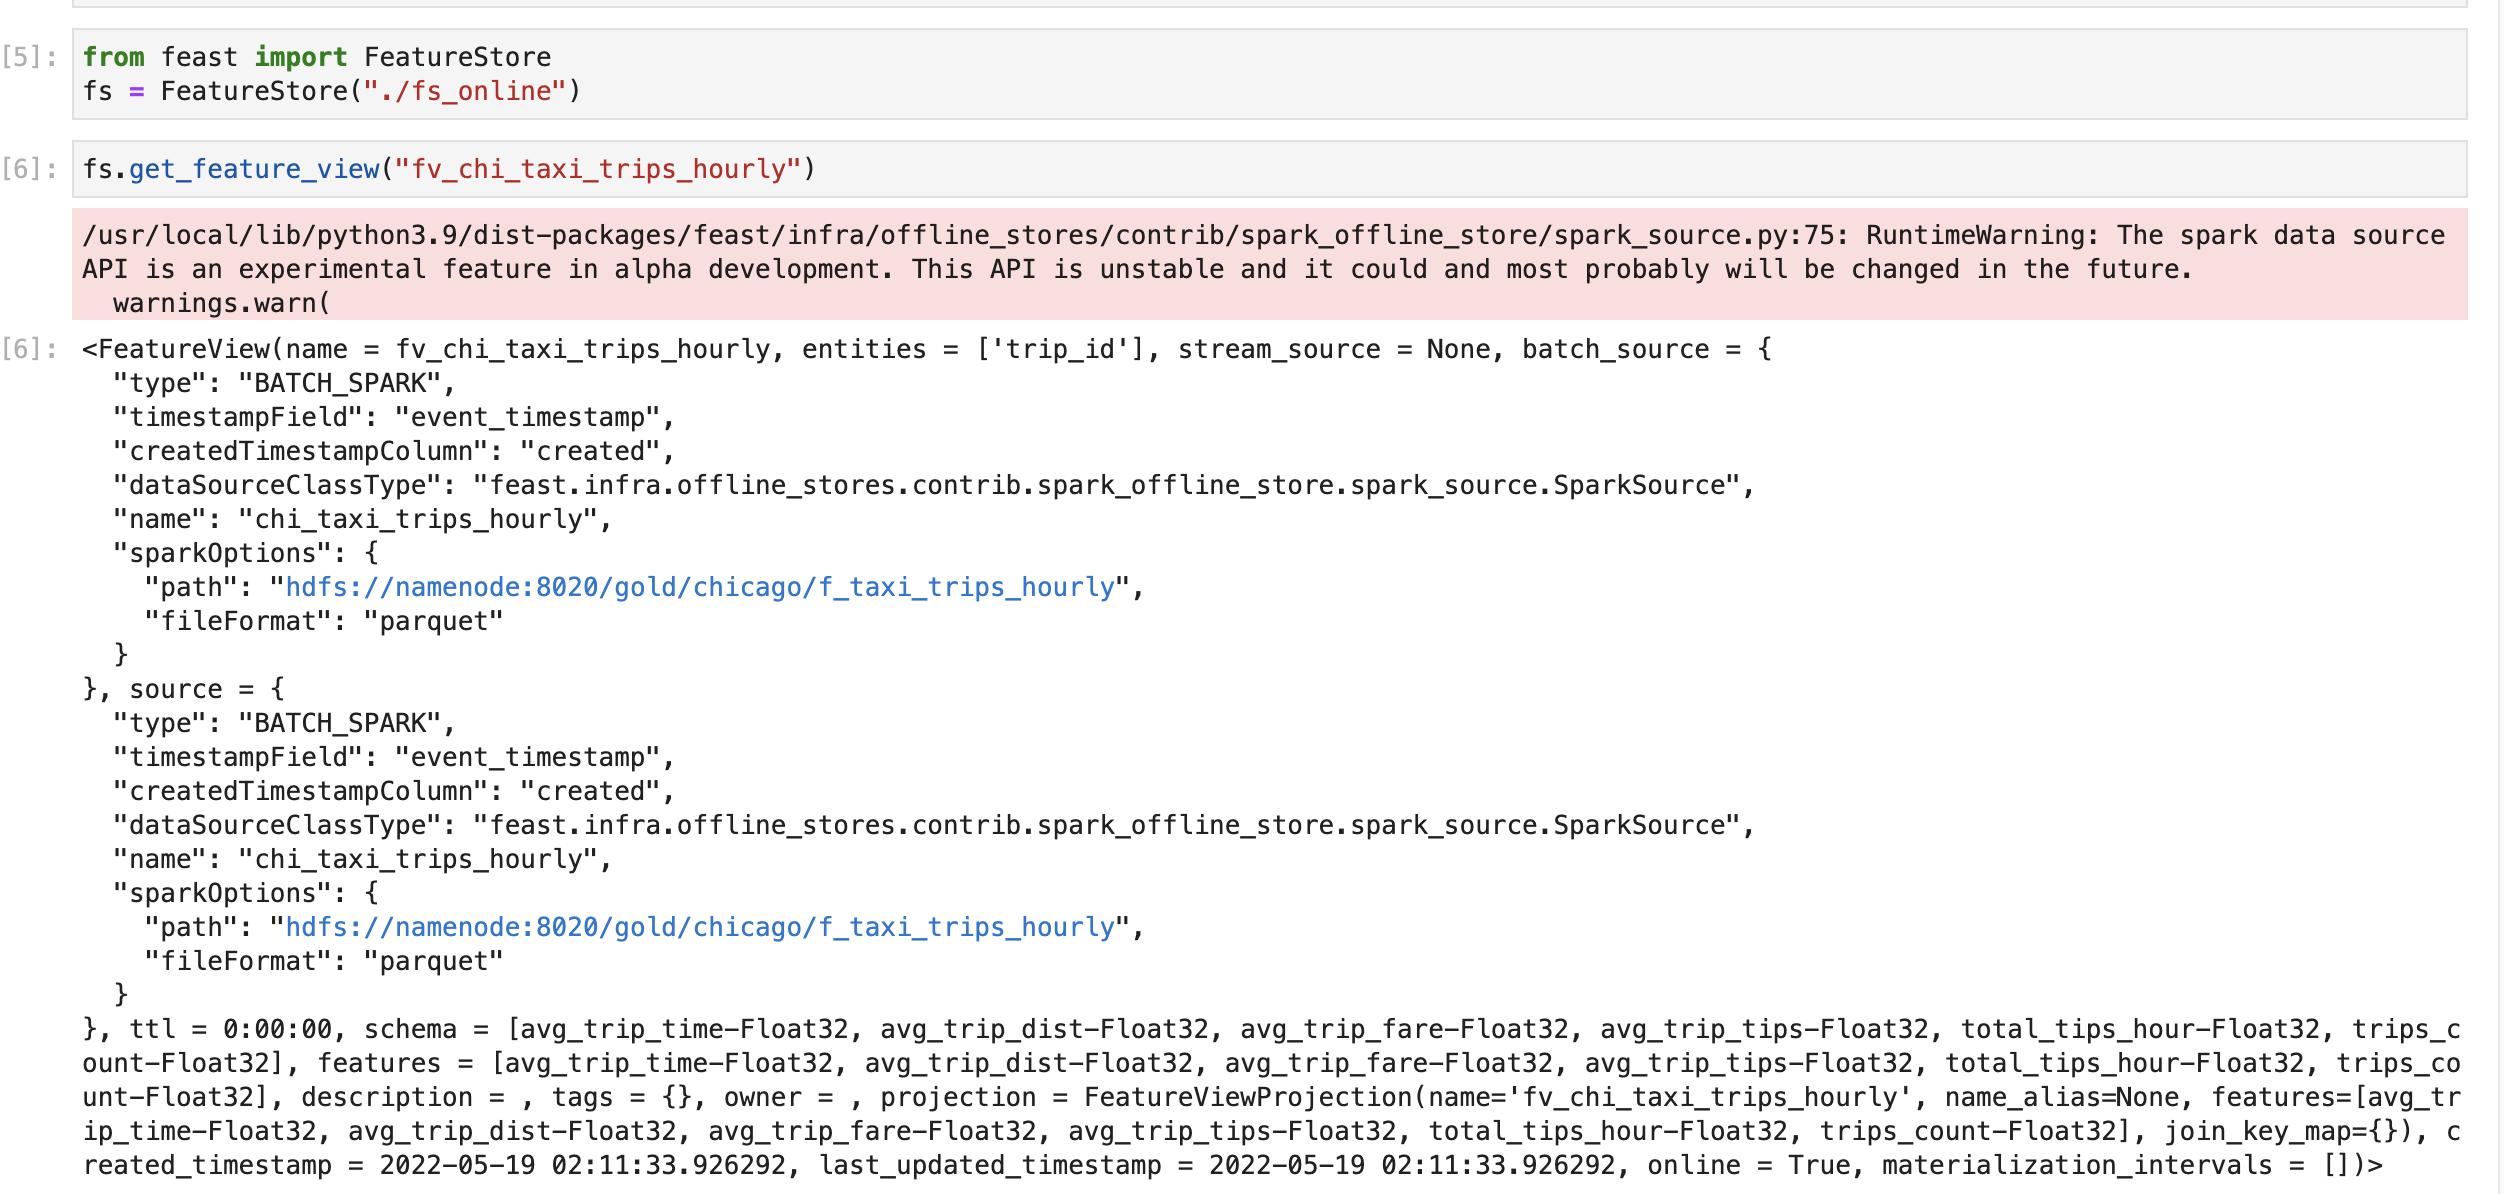 [5]: from feast import FeatureStore
fs = FeatureStore("./fs_online")
[6]: fs.get_feature_view("fv_chi_taxi_trips_hourly")
/usr/local/lib/python3.9/dist-packages/feast/infra/offline_stores/contrib/spark_offline_store/spark_source.py:75: RuntimeWarning: The spark data source
API is an experimental feature in alpha development. This API is unstable and it could and most probably will be changed in the future.
  warnings.warn(
[6]: <FeatureView(name = fv_chi_taxi_trips_hourly, entities = ['trip_id'], stream_source = None, batch_source = {
  "type": "BATCH_SPARK",
  "timestampField": "event_timestamp",
  "createdTimestampColumn": "created",
  "dataSourceClassType": "feast.infra.offline_stores.contrib.spark_offline_store.spark_source.SparkSource",
  "name": "chi_taxi_trips_hourly",
  "sparkOptions": {
    "path": "hdfs://namenode:8020/gold/chicago/f_taxi_trips_hourly",
    "fileFormat": "parquet"
  }
}, source = {
  "type": "BATCH_SPARK",
  "timestampField": "event_timestamp",
  "createdTimestampColumn": "created",
  "dataSourceClassType": "feast.infra.offline_stores.contrib.spark_offline_store.spark_source.SparkSource",
  "name": "chi_taxi_trips_hourly",
  "sparkOptions": {
    "path": "hdfs://namenode:8020/gold/chicago/f_taxi_trips_hourly",
    "fileFormat": "parquet"
  }
}, ttl = 0:00:00, schema = [avg_trip_time-Float32, avg_trip_dist-Float32, avg_trip_fare-Float32, avg_trip_tips-Float32, total_tips_hour-Float32, trips_c
ount-Float32], features = [avg_trip_time-Float32, avg_trip_dist-Float32, avg_trip_fare-Float32, avg_trip_tips-Float32, total_tips_hour-Float32, trips_co
unt-Float32], description = , tags = {}, owner = , projection = FeatureViewProjection(name='fv_chi_taxi_trips_hourly', name_alias=None, features=[avg_tr
ip_time-Float32, avg_trip_dist-Float32, avg_trip_fare-Float32, avg_trip_tips-Float32, total_tips_hour-Float32, trips_count-Float32], join_key_map={}), c
reated_timestamp = 2022-05-19 02:11:33.926292, last_updated_timestamp = 2022-05-19 02:11:33.926292, online = True, materialization_intervals = [])>